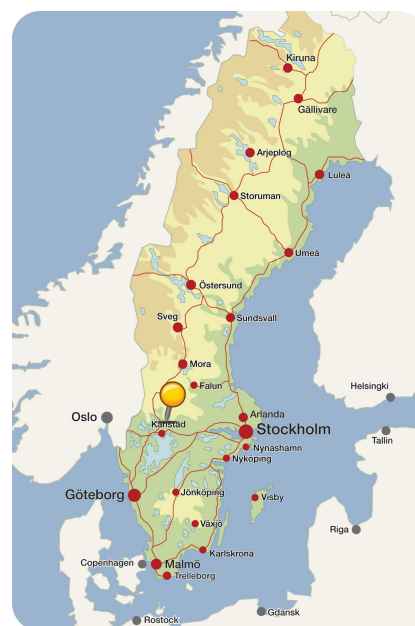 Kiruna
Gällivare
Arjeplog
Luleå
Storuman
Umeå
Östersund
Sveg
Sundsvall
Mora
Falun
Helsingki
Oslo
Arlanda
Karlstad
Stockholm
Tallin
Nynäshamn
Nyköping
Göteborg
Jönköping
Visby
Växjö
Riga
Karlskrona
Copenhagen
Malmö
Trelleborg
Gdansk
Rostock